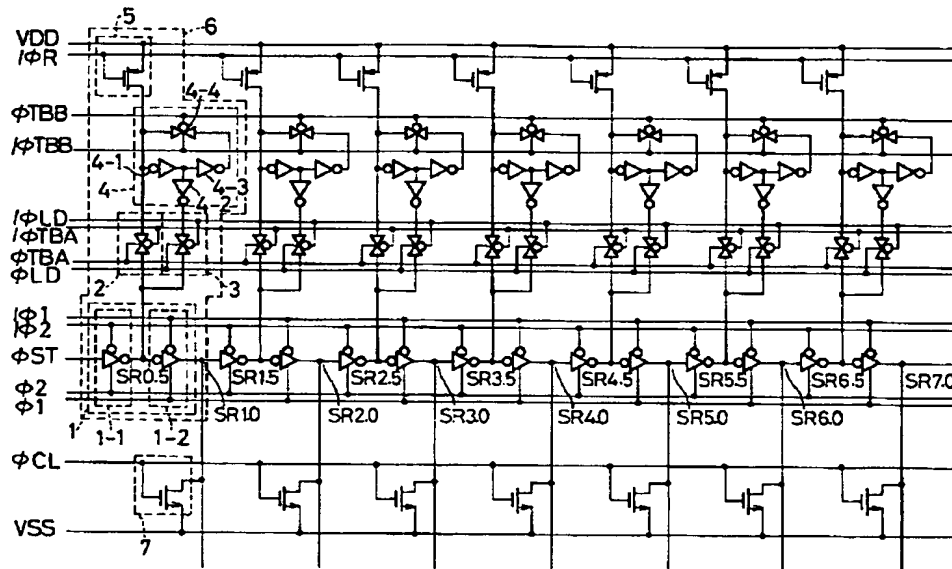 5 6
VDD
/ΦR
4-4
ΦTBB
/ΦTBB
4-1
4 4-3
4-2
/ΦLD
/ΦTBA
ΦTBA
ΦLD
2 3
/Φ1
/Φ2
ΦST
SR0.5 SR1.5 SR2.5 SR3.5 SR4.5 SR5.5 SR6.5 SR7.0
Φ2
Φ1
SR1.0 SR2.0 SR3.0 SR4.0 SR5.0 SR6.0
1 1-1 1-2
ΦCL
VSS
7